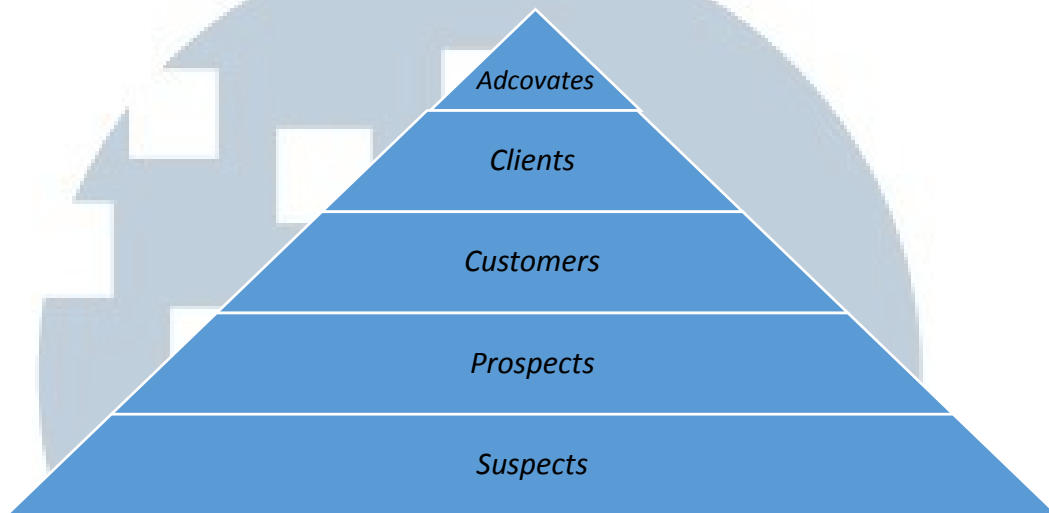 Adcovates
Clients
Customers
Prospects
Suspects